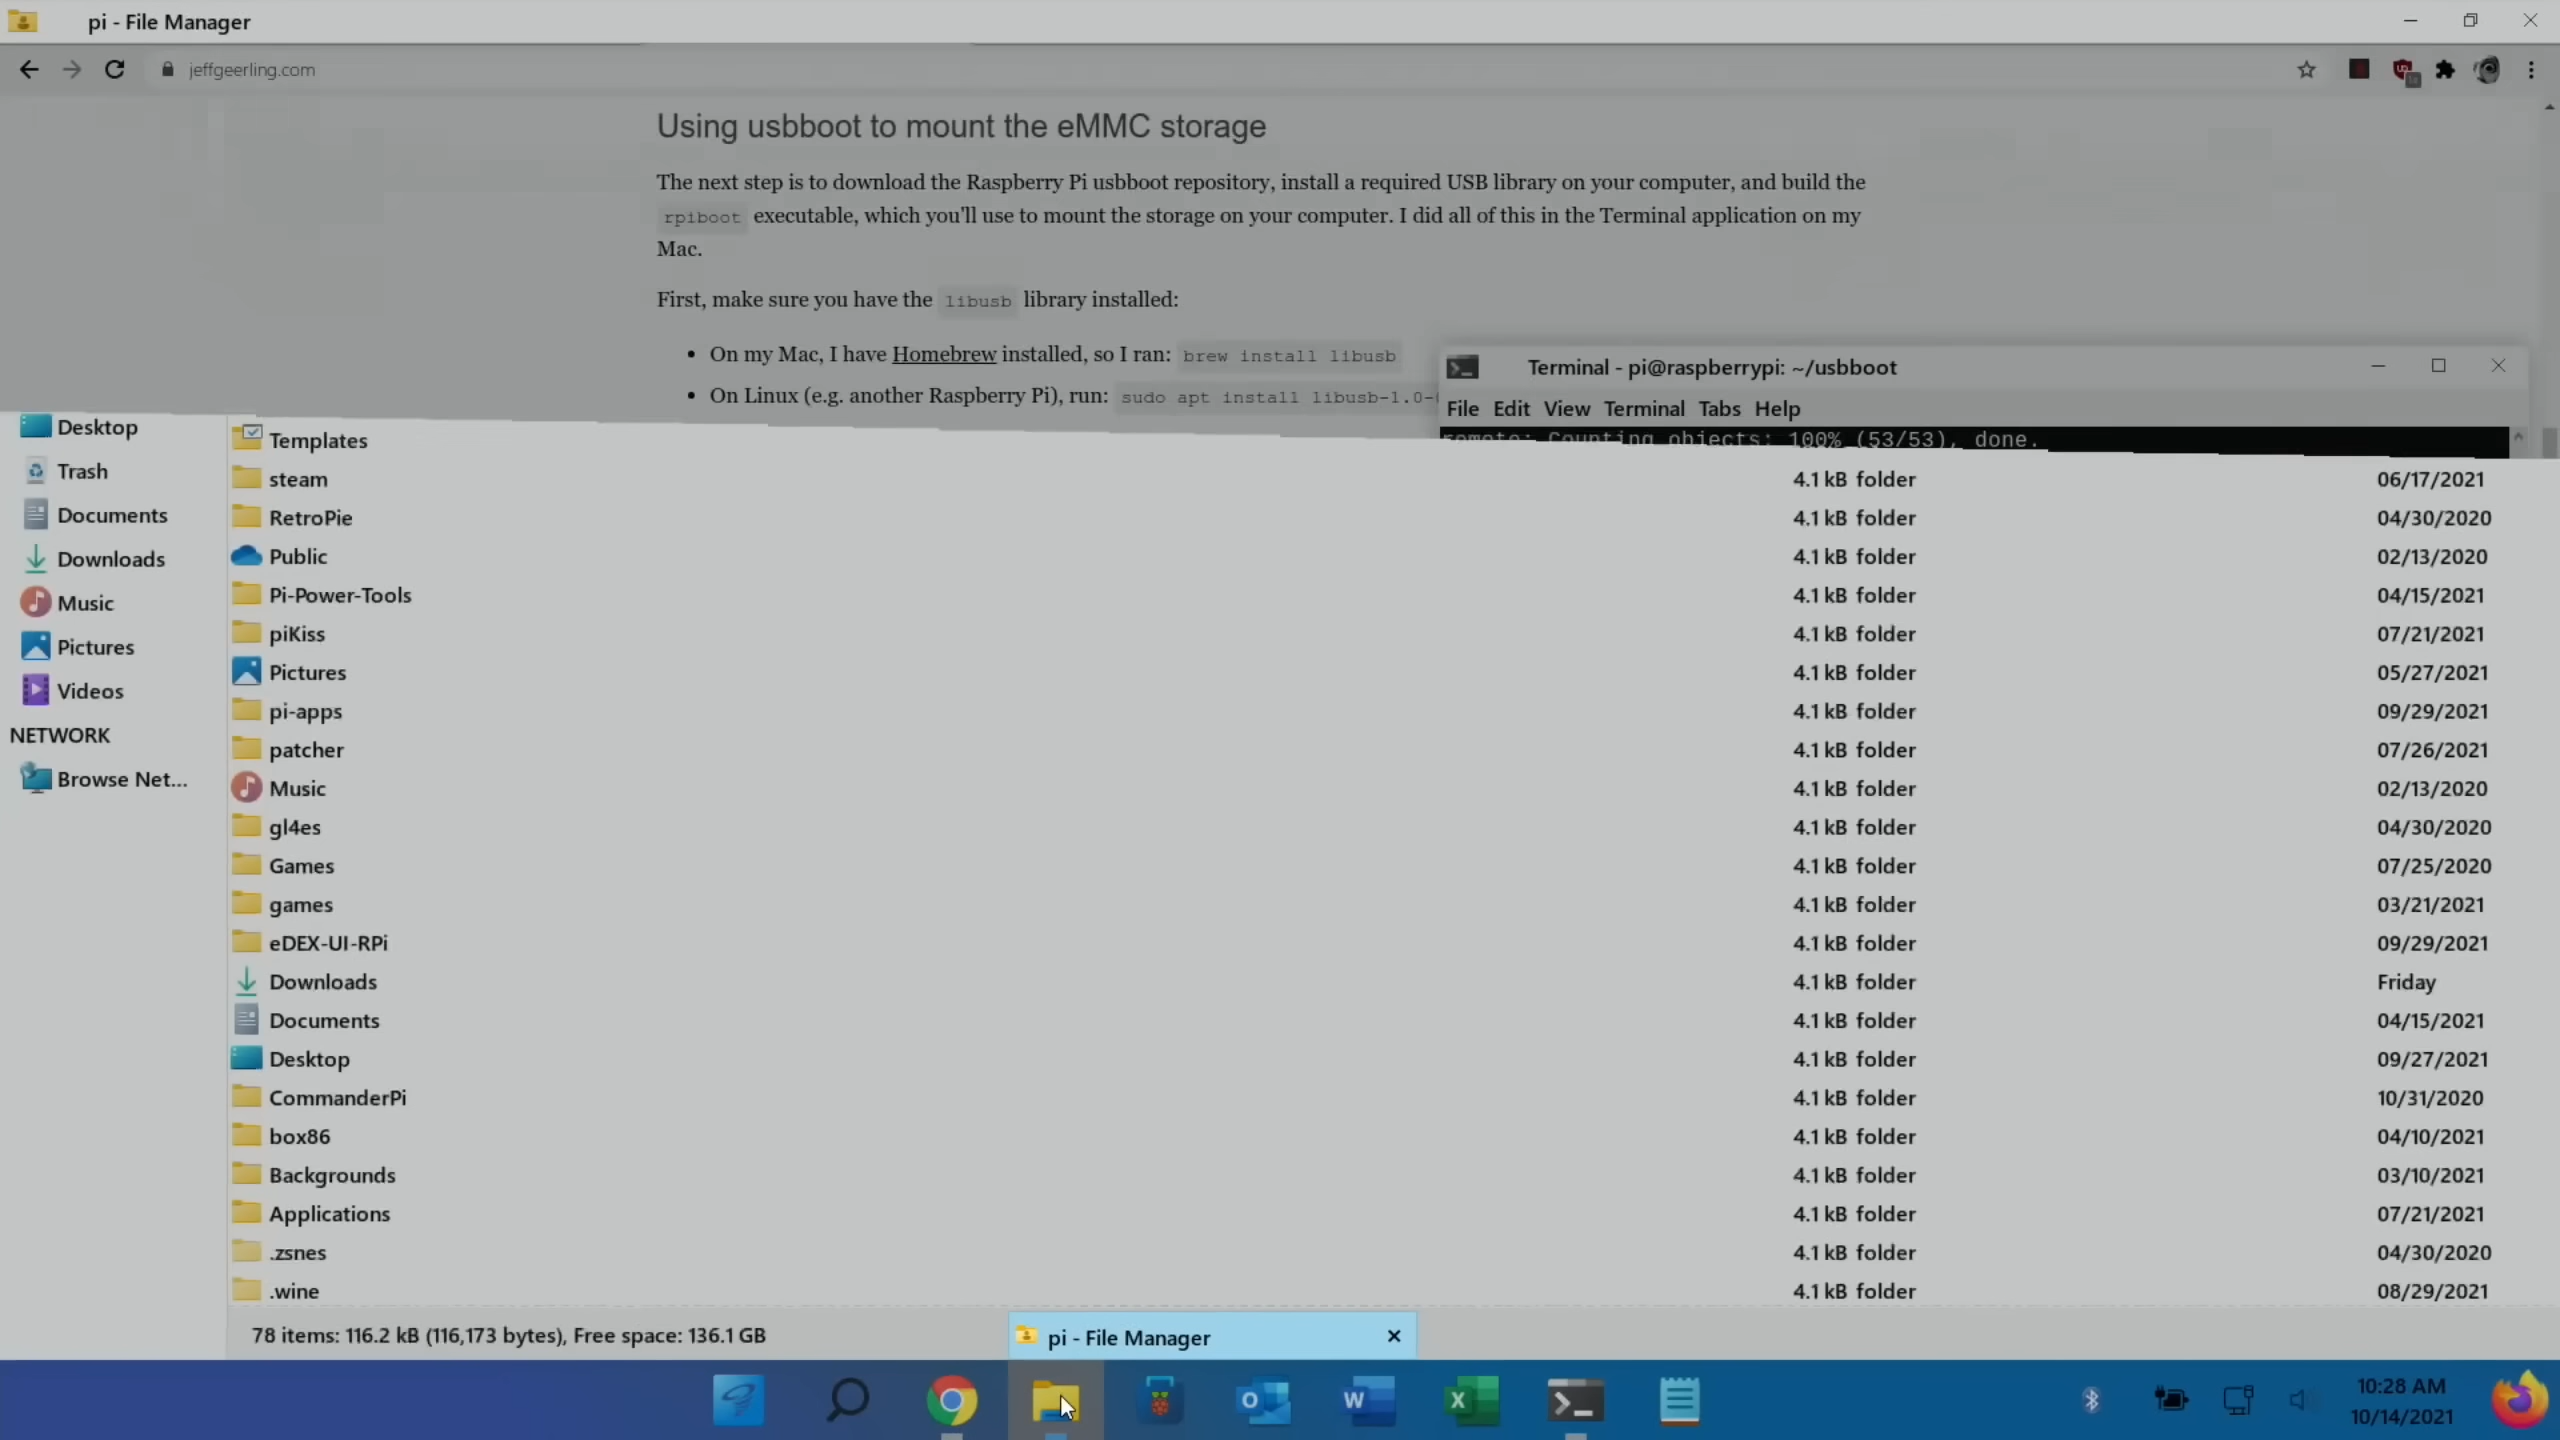 pi - File Manager
jeffgeerling.com
Using usbboot to mount the eMMC storage
The next step is to download the Raspberry Pi usbboot repository, install a required USB library on your computer, and build the
rpiboot executable, which you'll use to mount the storage on your computer. I did all of this in the Terminal application on my
Mac.
First, make sure you have the libusb library installed:
• On my Mac, I have Homebrew installed, so I ran: brew install libusb
• On Linux (e.g. another Raspberry Pi), run: sudo apt install libusb-1.0-
Terminal - pi@raspberrypi: ~/usbboot
File Edit View Terminal Tabs Help
remote: Counting objects: 100% (53/53), done.
Desktop
Trash
Documents
Downloads
Music
Pictures
Videos
NETWORK
Browse Net...
Templates
steam 4.1 kB folder 06/17/2021
RetroPie 4.1 kB folder 04/30/2020
Public 4.1 kB folder 02/13/2020
Pi-Power-Tools 4.1 kB folder 04/15/2021
piKiss 4.1 kB folder 07/21/2021
Pictures 4.1 kB folder 05/27/2021
pi-apps 4.1 kB folder 09/29/2021
patcher 4.1 kB folder 07/26/2021
Music 4.1 kB folder 02/13/2020
gl4es 4.1 kB folder 04/30/2020
Games 4.1 kB folder 07/25/2020
games 4.1 kB folder 03/21/2021
eDEX-UI-RPi 4.1 kB folder 09/29/2021
Downloads 4.1 kB folder Friday
Documents 4.1 kB folder 04/15/2021
Desktop 4.1 kB folder 09/27/2021
CommanderPi 4.1 kB folder 10/31/2020
box86 4.1 kB folder 04/10/2021
Backgrounds 4.1 kB folder 03/10/2021
Applications 4.1 kB folder 07/21/2021
.zsnes 4.1 kB folder 04/30/2020
.wine 4.1 kB folder 08/29/2021
78 items: 116.2 kB (116,173 bytes), Free space: 136.1 GB
pi - File Manager
10:28 AM
10/14/2021